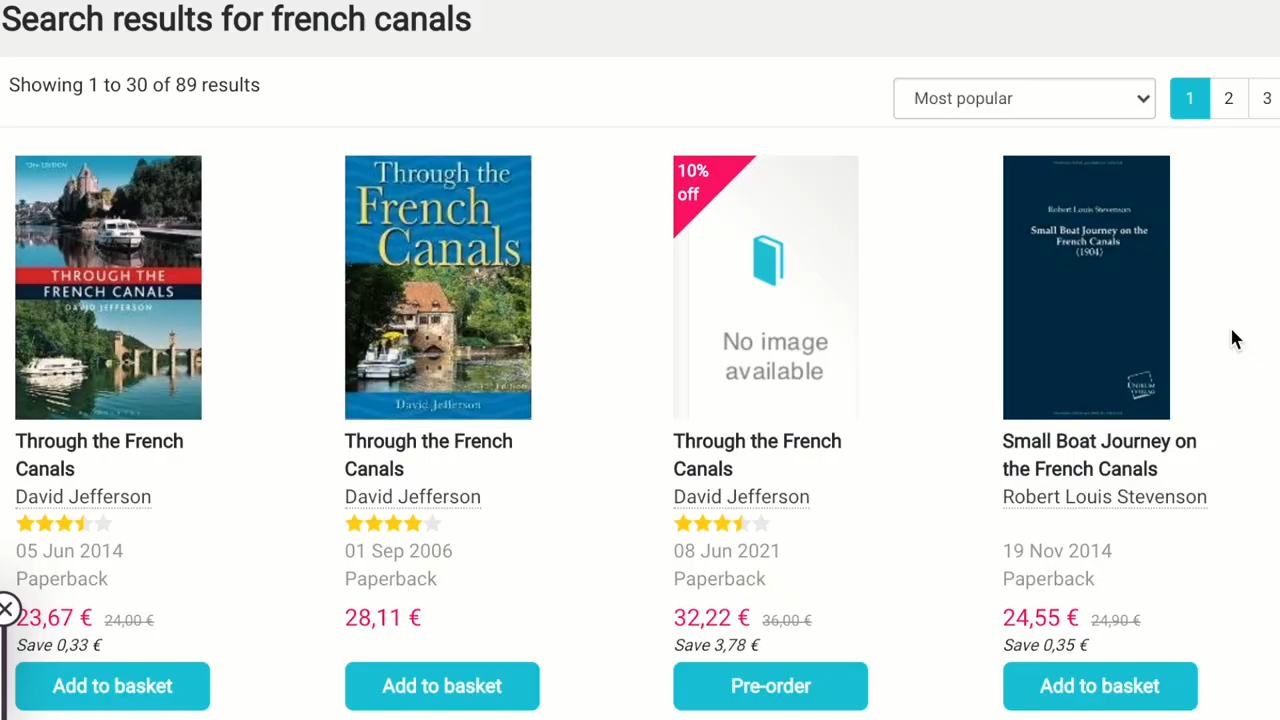 Search results for french canals
Showing 1 to 30 of 89 results
Most popular
1 2 3
THROUGH THE
FRENCH CANALS
DAVID JEFFERSON
Through the
French
Canals
David Jefferson
10%
off
No image
available
Robert Louis Stevenson
Small Boat Journey on the
French Canals
(1904)
Through the French
Canals
David Jefferson
05 Jun 2014
Paperback
23,67 € 24,00 €
Save 0,33 €
Add to basket
Through the French
Canals
David Jefferson
01 Sep 2006
Paperback
28,11 €
Add to basket
Through the French
Canals
David Jefferson
08 Jun 2021
Paperback
32,22 € 36,00 €
Save 3,78 €
Pre-order
Small Boat Journey on
the French Canals
Robert Louis Stevenson
19 Nov 2014
Paperback
24,55 € 24,90 €
Save 0,35 €
Add to basket